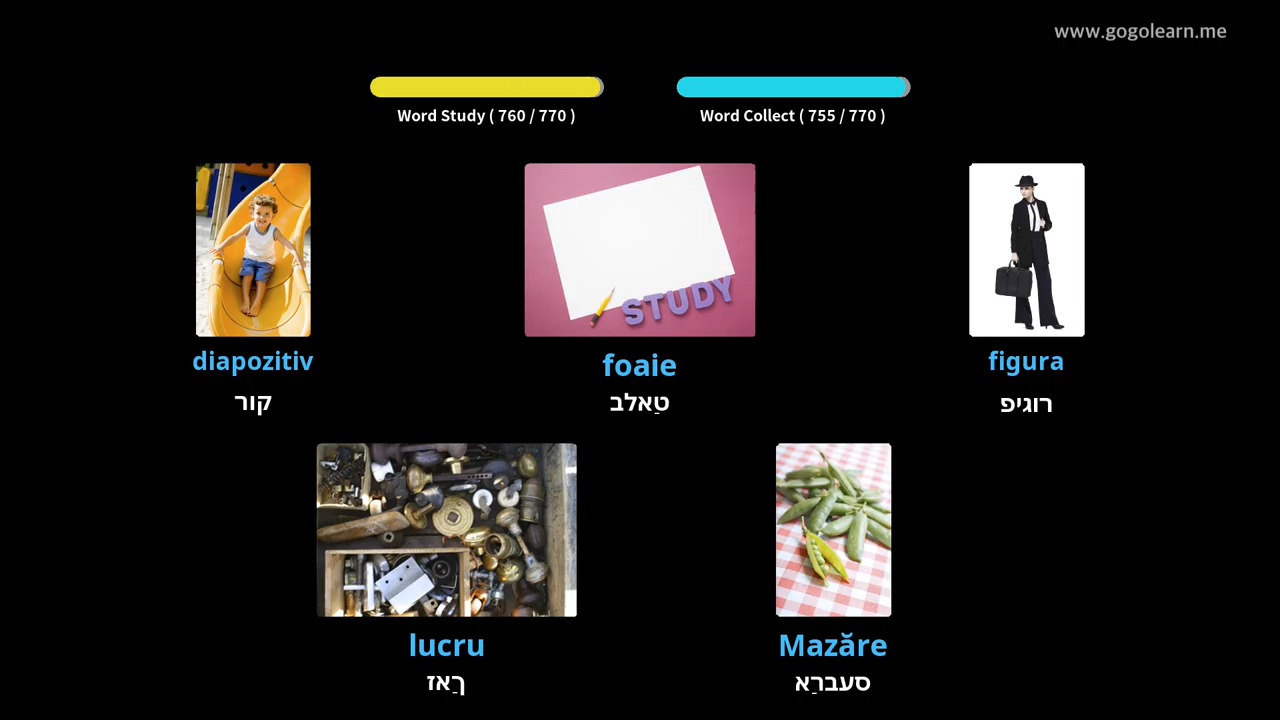 www.gogolearn.me
Word Study ( 760 / 770 )
Word Collect ( 755 / 770 )
diapozitiv
קור
foaie
טַאלב
figura
רוגיפ
lucru
ךַאז
Mazăre
סעברַא